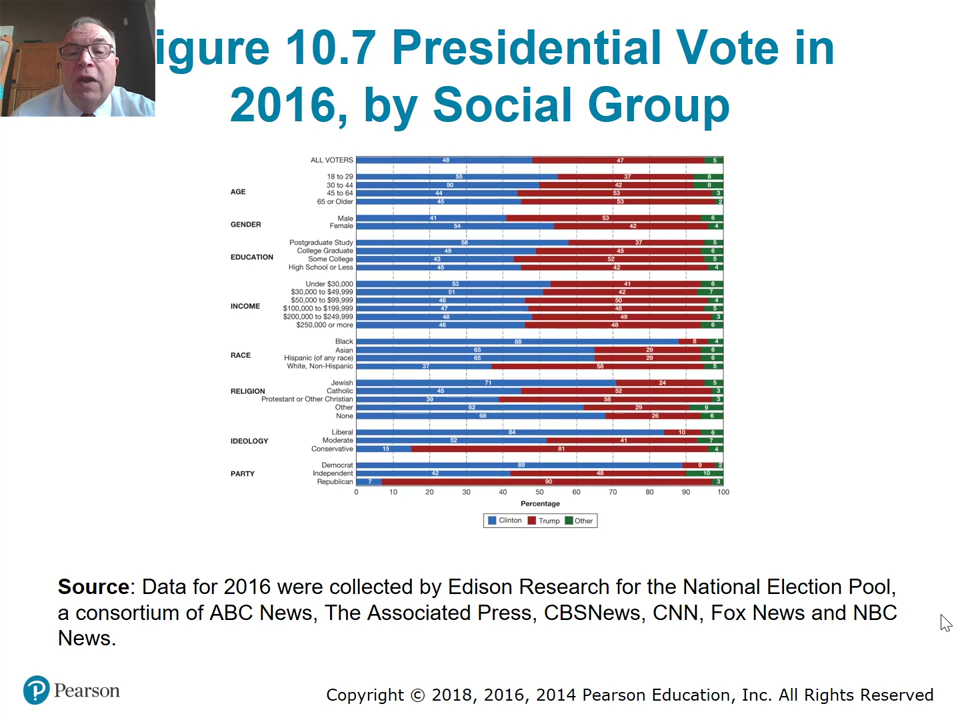 igure 10.7 Presidential Vote in
2016, by Social Group
ALL VOTERS 48 47 5
18 to 29 55 37 8
30 to 44 50 42 8
AGE
45 to 64 44 53 3
65 or Older 45 53 2
Male 41 53 6
GENDER
Female 54 42 4
Postgraduate Study 58 37 5
College Graduate 49 45 6
EDUCATION
Some College 43 52 5
High School or Less 45 42 4
Under $30,000 53 41 6
$30,000 to $49,999 51 42 7
$50,000 to $99,999 46 50 4
INCOME
$100,000 to $199,999 47 48 5
$200,000 to $249,999 48 49 3
$250,000 or more 46 48 6
Black 88 8 4
Asian 65 29 6
RACE
Hispanic (of any race) 65 29 6
White, Non-Hispanic 37 58 5
Jewish 71 24 5
RELIGION
Catholic 45 52 3
Protestant or Other Christian 39 58 3
Other 62 29 9
None 68 26 6
Liberal 84 10 6
IDEOLOGY
Moderate 52 41 7
Conservative 15 81 4
Democrat 89 9 2
PARTY
Independent 42 48 10
Republican 7 90 3
0 10 20 30 40 50 60 70 80 90 100
Percentage
Clinton Trump Other
Source: Data for 2016 were collected by Edison Research for the National Election Pool,
a consortium of ABC News, The Associated Press, CBSNews, CNN, Fox News and NBC
News.
Pearson
Copyright © 2018, 2016, 2014 Pearson Education, Inc. All Rights Reserved